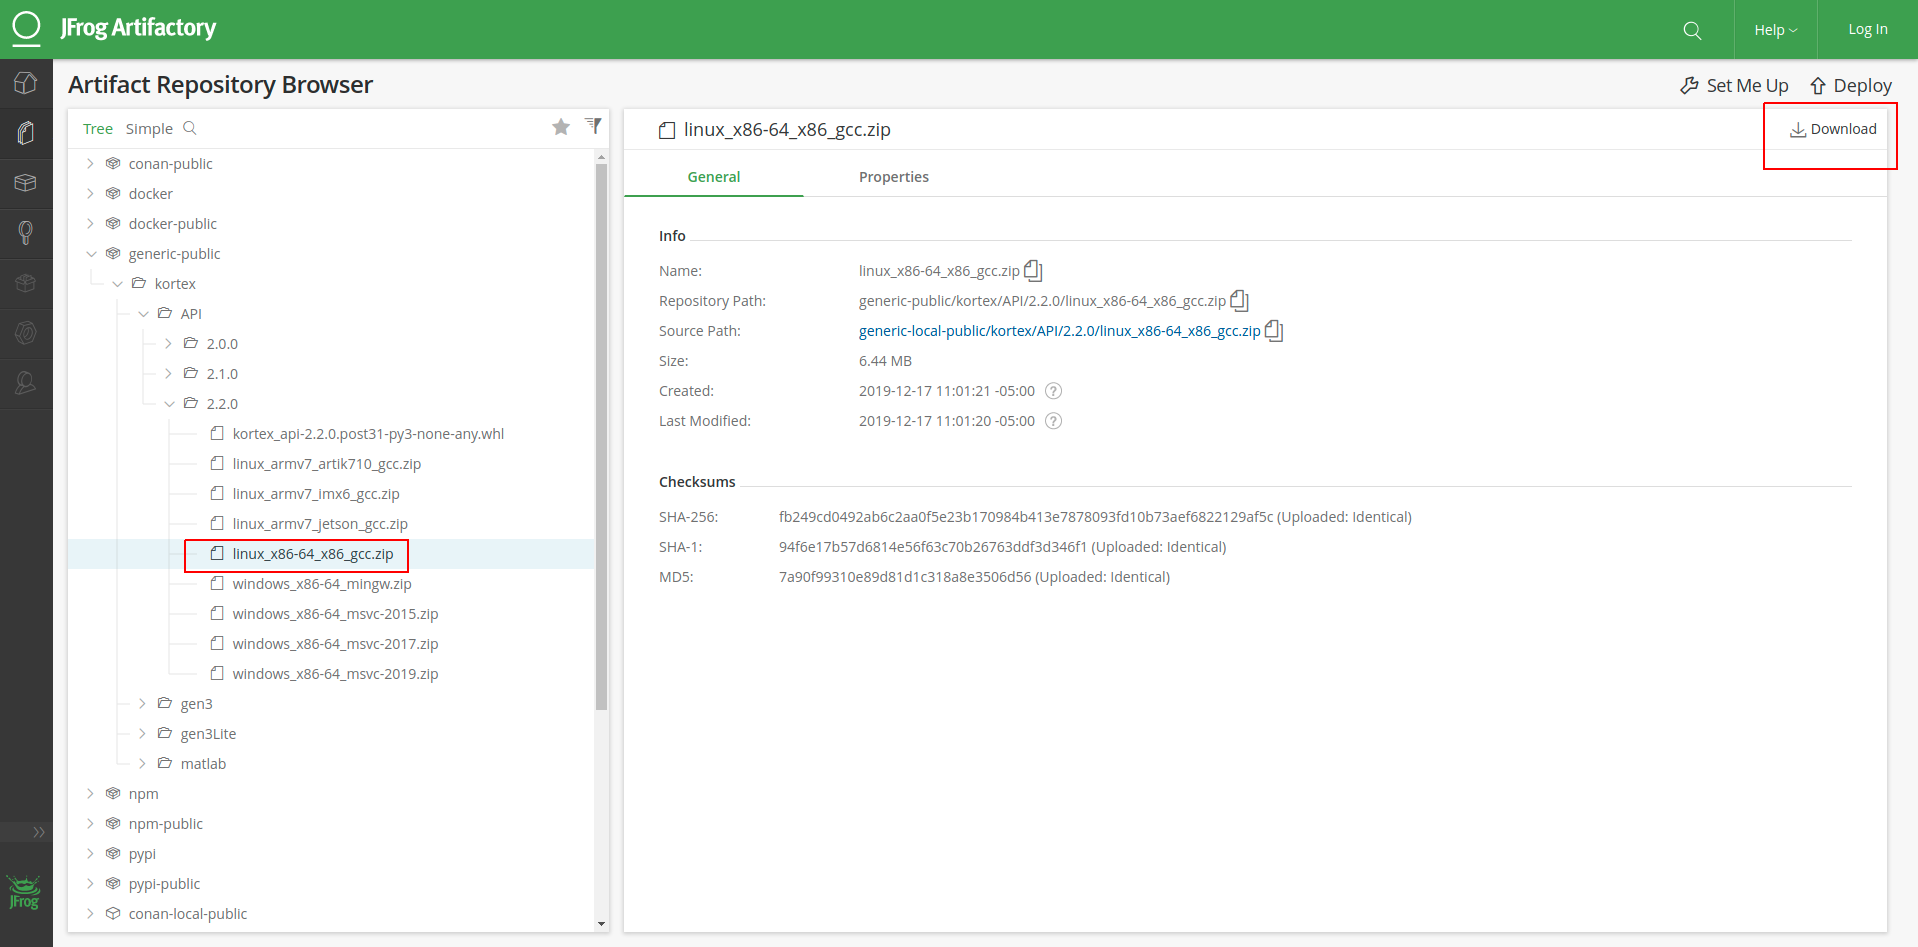 JFrog Artifactory
Help
Log In
Artifact Repository Browser
Set Me Up
Deploy
Tree Simple
conan-public
docker
docker-public
generic-public
kortex
API
2.0.0
2.1.0
2.2.0
kortex_api-2.2.0.post31-py3-none-any.whl
linux_armv7_artik710_gcc.zip
linux_armv7_imx6_gcc.zip
linux_armv7_jetson_gcc.zip
linux_x86-64_x86_gcc.zip
windows_x86-64_mingw.zip
windows_x86-64_msvc-2015.zip
windows_x86-64_msvc-2017.zip
windows_x86-64_msvc-2019.zip
gen3
gen3Lite
matlab
npm
npm-public
pypi
pypi-public
conan-local-public
JFrog
linux_x86-64_x86_gcc.zip
Download
General Properties
Info
Name: linux_x86-64_x86_gcc.zip
Repository Path: generic-public/kortex/API/2.2.0/linux_x86-64_x86_gcc.zip
Source Path: generic-local-public/kortex/API/2.2.0/linux_x86-64_x86_gcc.zip
Size: 6.44 MB
Created: 2019-12-17 11:01:21 -05:00 ?
Last Modified: 2019-12-17 11:01:20 -05:00 ?
Checksums
SHA-256: fb249cd0492ab6c2aa0f5e23b170984b413e7878093fd10b73aef6822129af5c (Uploaded: Identical)
SHA-1: 94f6e17b57d6814e56f63c70b26763ddf3d346f1 (Uploaded: Identical)
MD5: 7a90f99310e89d81d1c318a8e3506d56 (Uploaded: Identical)